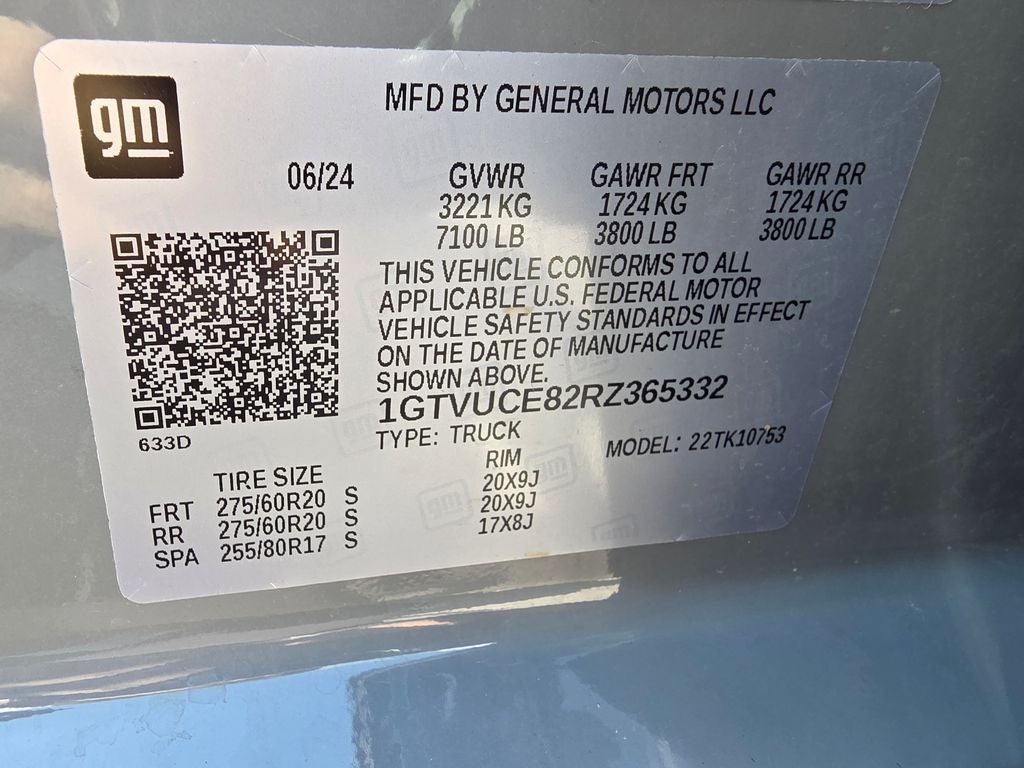 gm
MFD BY GENERAL MOTORS LLC
06/24 GVWR GAWR FRT GAWR RR
3221 KG 1724 KG 1724 KG
7100 LB 3800 LB 3800 LB
THIS VEHICLE CONFORMS TO ALL
APPLICABLE U.S. FEDERAL MOTOR
VEHICLE SAFETY STANDARDS IN EFFECT
ON THE DATE OF MANUFACTURE
SHOWN ABOVE.
1GTVUCE82RZ365332
633D
TYPE: TRUCK MODEL: 22TK10753
TIRE SIZE RIM
FRT 275/60R20 S 20X9J
RR 275/60R20 S 20X9J
SPA 255/80R17 S 17X8J